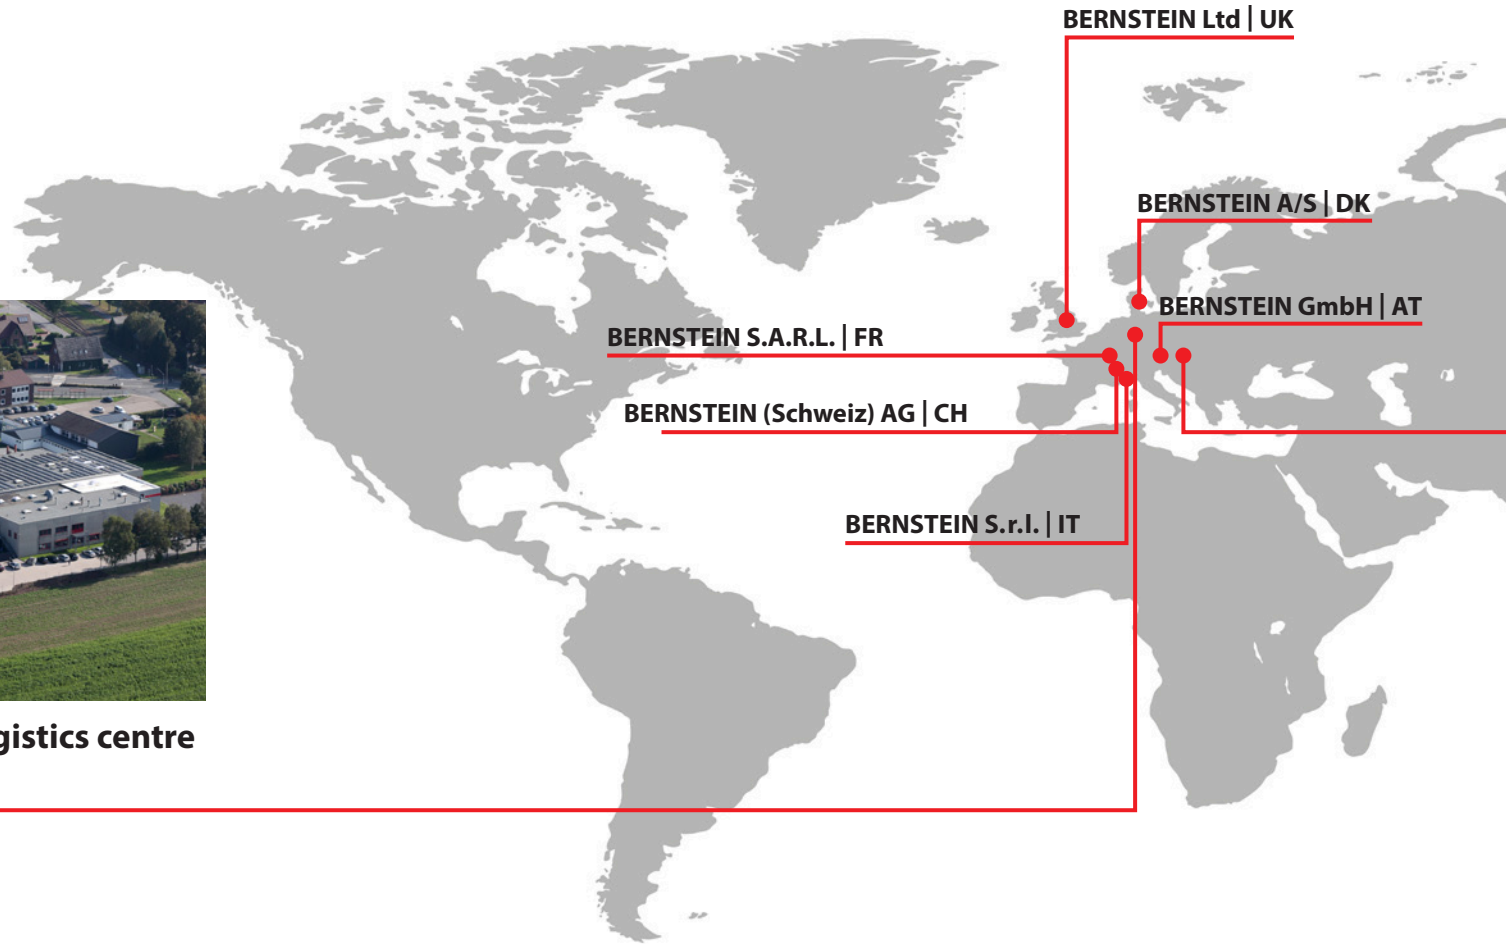 BERNSTEIN Ltd | UK
BERNSTEIN A/S | DK
BERNSTEIN GmbH | AT
BERNSTEIN S.A.R.L. | FR
BERNSTEIN (Schweiz) AG | CH
BERNSTEIN S.r.l. | IT
gistics centre